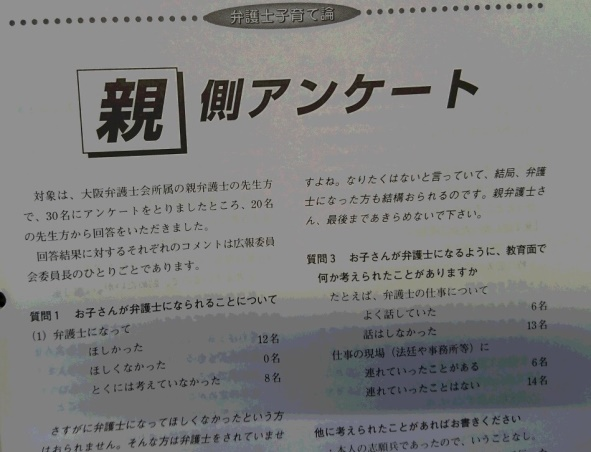 弁護士子育て論
親側アンケート
対象は、大阪弁護士会所属の親弁護士の先生方
で、30名にアンケートをとりましたところ、20名
の先生方から回答をいただきました。
回答結果に対するそれぞれのコメントは広報委員
会委員長のひとりごとであります。
質問1 お子さんが弁護士になられることについて
(1) 弁護士になって
ほしかった 12名
ほしくなかった 0名
とくには考えていなかった 8名
さすがに弁護士になってほしくなかったという方
はおられません。そんな方は弁護士をされていませ
すよね。なりたくはないと言っていて、結局、弁護
士になった方も結構おられるのです。親弁護士さ
ん、最後まであきらめないで下さい。
質問3 お子さんが弁護士になるように、教育面で
何か考えられたことがありますか
たとえば、弁護士の仕事について
よく話していた 6名
話はしなかった 13名
仕事の現場(法廷や事務所等)に
連れていったことがある 6名
連れていったことはない 14名
他に考えられたことがあればお書きください
・本人の志願兵であったので、いうことなし。